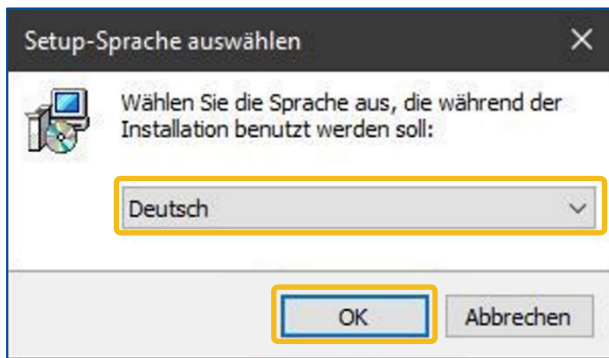 Setup-Sprache auswählen
Wählen Sie die Sprache aus, die während der
Installation benutzt werden soll:
Deutsch
OK
Abbrechen